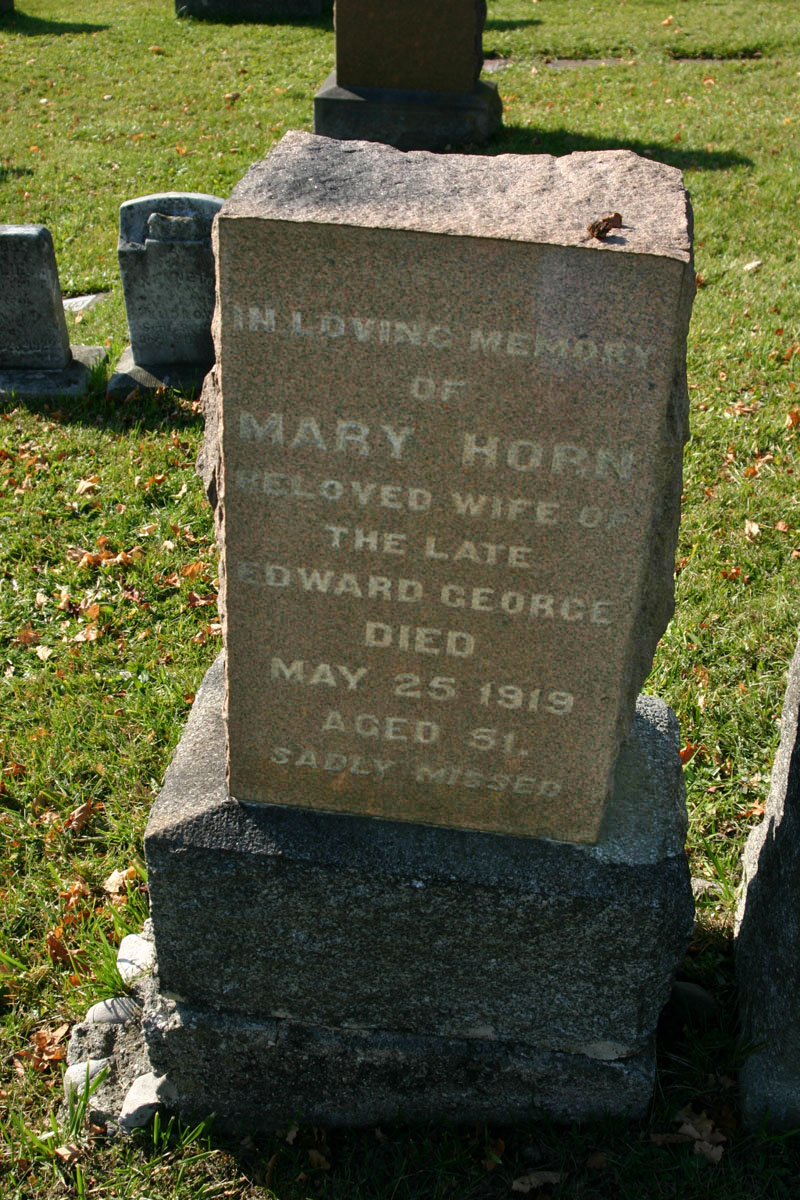 IN LOVING MEMORY
OF
MARY HORN
BELOVED WIFE OF
THE LATE
EDWARD GEORGE
DIED
MAY 25 1919
AGED 51.
SADLY MISSED